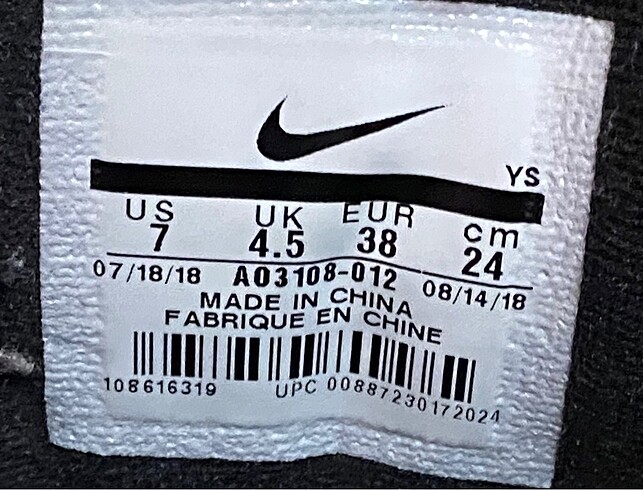 YS
US UK EUR cm
7 4.5 38 24
07/18/18 AO3108-012 08/14/18
MADE IN CHINA
FABRIQUE EN CHINE
108616319 UPC 00887230172024